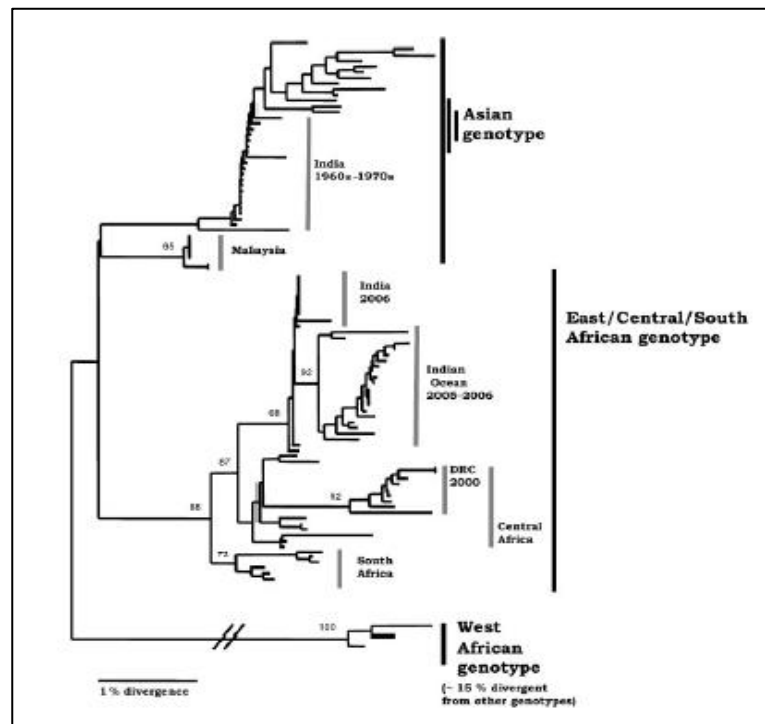 Asian
genotype
India
1960s-1970s
65
Malaysia
India
2006
East/Central/South
African genotype
92
Indian
Ocean
2005-2006
68
87
DRC
2000
92
88
Central
Africa
73
South
Africa
100
West
African
genotype
(~ 15 % divergent
from other genotypes)
1 % divergence